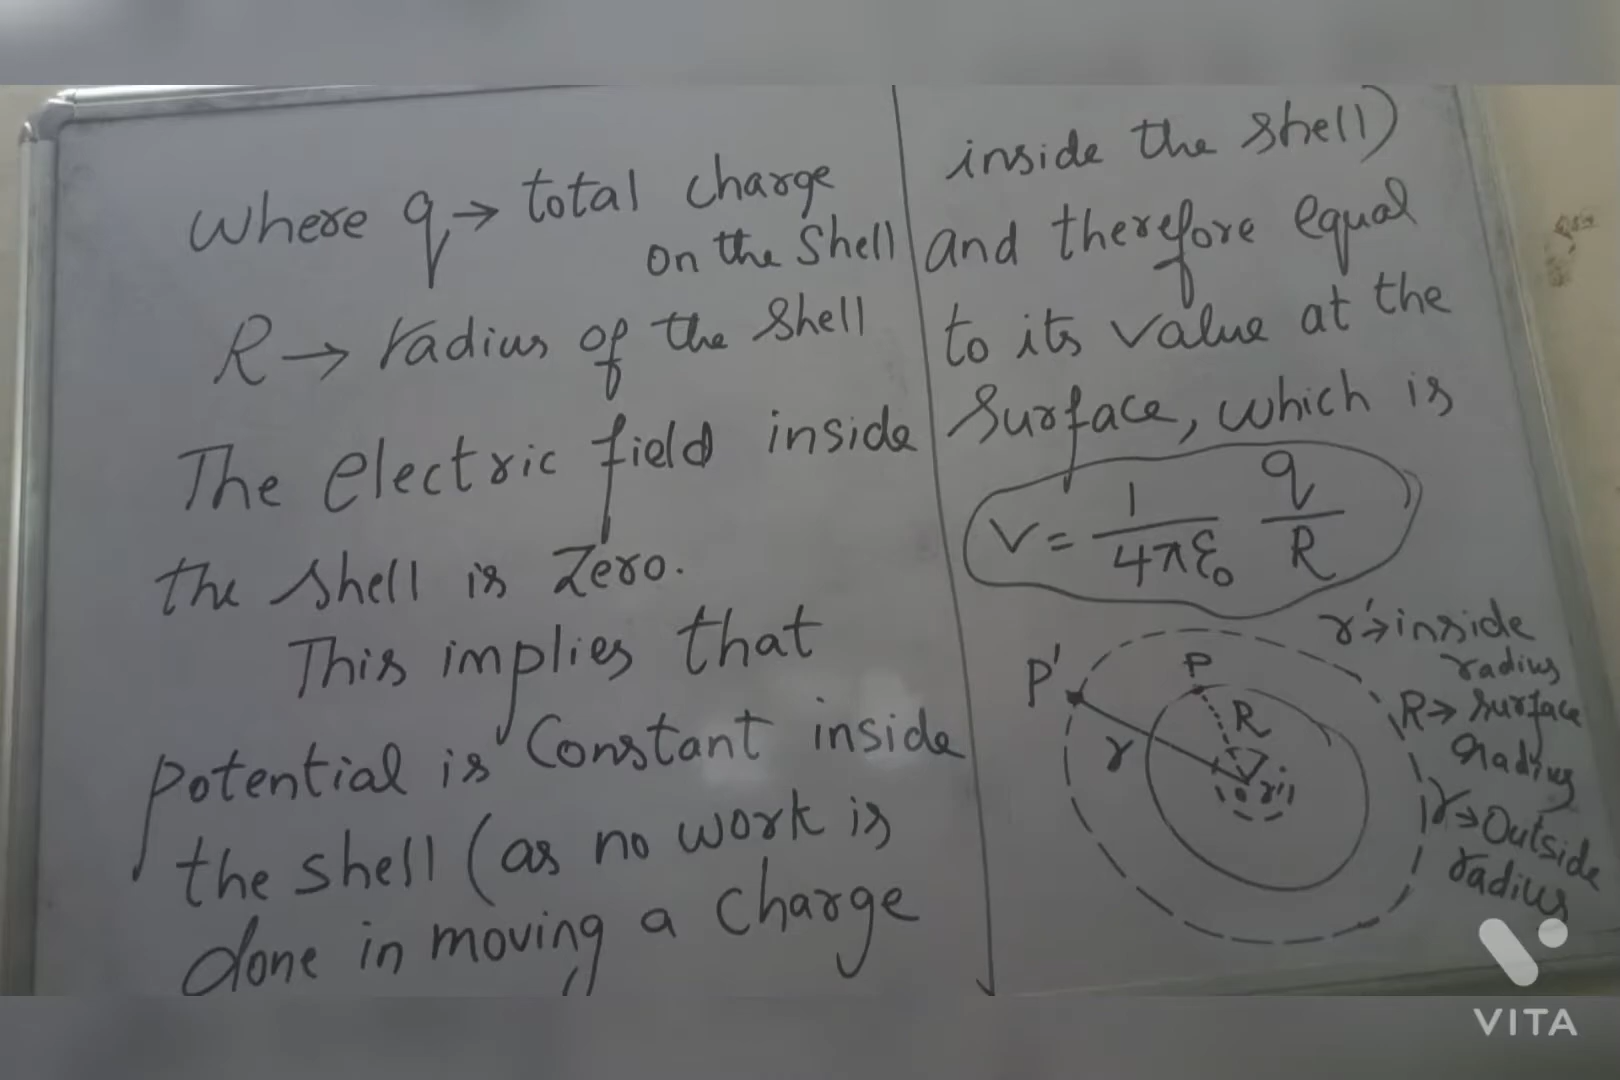 Where q → total charge
on the shell
R → radius of the shell
The electric field inside
the shell is zero.
This implies that
potential is constant inside
the shell (as no work is
done in moving a charge
inside the shell)
and therefore equal
to its value at the
surface, which is
V = 1/4πε₀ q/R
r' → inside
radius
R → surface
radius
r → outside
radius
P'
P
R
r
r'
VITA